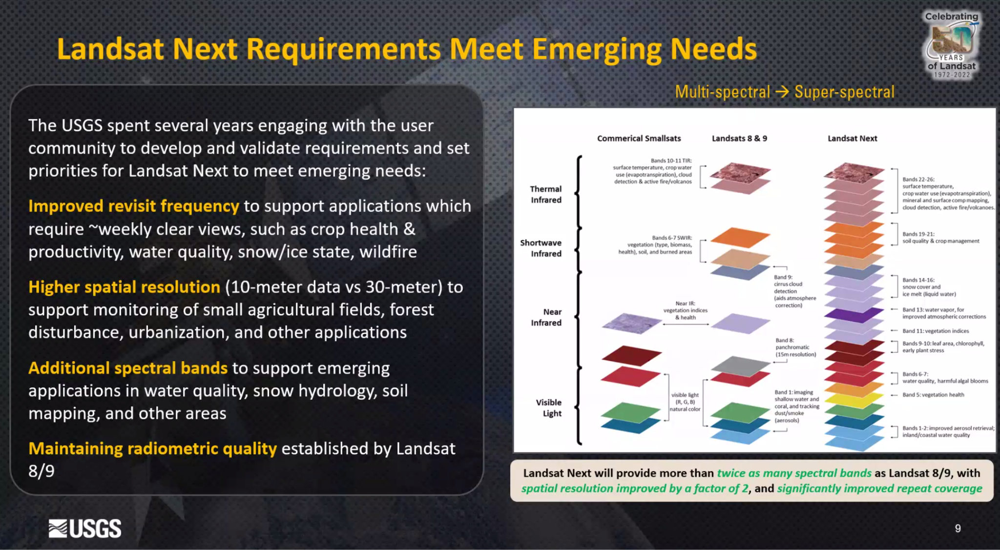 Celebrating
50
YEARS
of Landsat
1972-2022
Landsat Next Requirements Meet Emerging Needs
Multi-spectral → Super-spectral
The USGS spent several years engaging with the user
community to develop and validate requirements and set
priorities for Landsat Next to meet emerging needs:
Improved revisit frequency to support applications which
require ~weekly clear views, such as crop health &
productivity, water quality, snow/ice state, wildfire
Higher spatial resolution (10-meter data vs 30-meter) to
support monitoring of small agricultural fields, forest
disturbance, urbanization, and other applications
Additional spectral bands to support emerging
applications in water quality, snow hydrology, soil
mapping, and other areas
Maintaining radiometric quality established by Landsat
8/9
Commerical Smallsats
Landsats 8 & 9
Landsat Next
Thermal
Infrared
Shortwave
Infrared
Near
Infrared
Visible
Light
Bands 10-11 TIR:
surface temperature, crop water
use (evapotranspiration), cloud
detection & active fire/volcanos
Bands 6-7 SWIR:
vegetation (type, biomass,
health), soil, and burned areas
Band 9:
cirrus cloud
detection
(aids atmosphere
correction)
Near IR:
vegetation indices
& health
Band 8:
panchromatic
(15m resolution)
visible light
(R, G, B)
natural color
Band 1: imaging
shallow water and
coral, and tracking
dust/smoke
(aerosols)
Bands 22-26:
surface temperature,
crop water use (evapotranspiration),
mineral and surface comp mapping,
cloud detection, active fire/volcanoes.
Bands 19-21:
soil quality & crop management
Bands 14-16:
snow cover and
ice melt (liquid water)
Band 13: water vapor, for
improved atmospheric corrections
Band 11: vegetation indices
Bands 9-10: leaf area, chlorophyll,
early plant stress
Bands 6-7:
water quality, harmful algal blooms
Band 5: vegetation health
Bands 1-2: improved aerosol retrieval;
inland/coastal water quality
Landsat Next will provide more than twice as many spectral bands as Landsat 8/9, with
spatial resolution improved by a factor of 2, and significantly improved repeat coverage
USGS
9